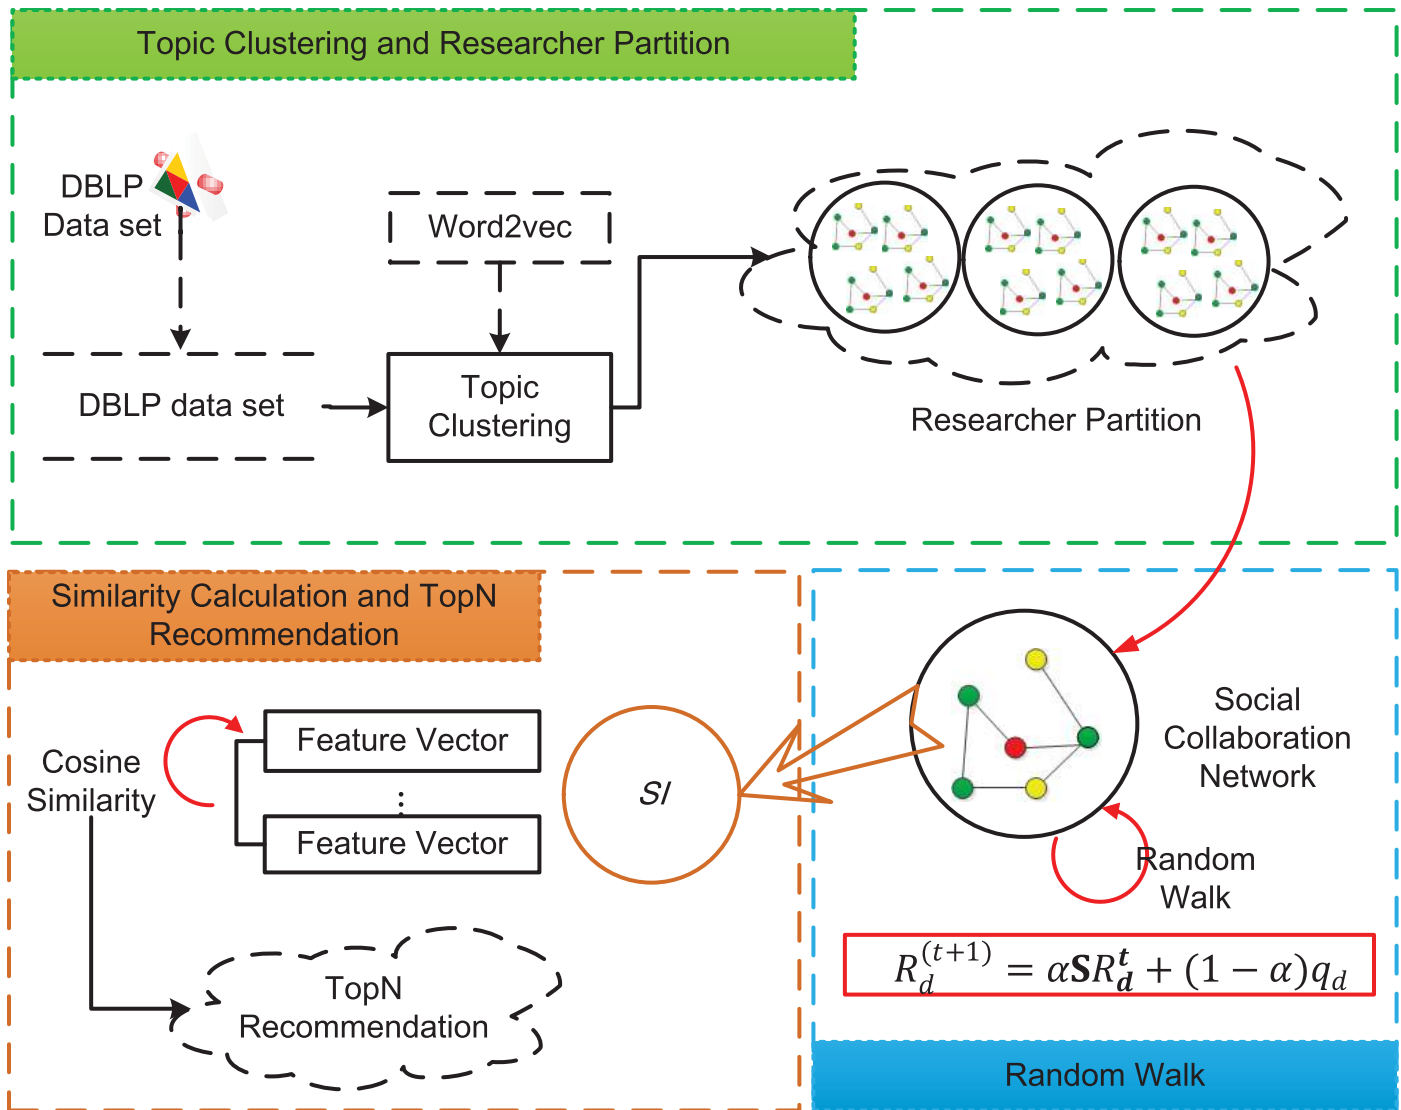 Topic Clustering and Researcher Partition
DBLP
Data set
Word2vec
DBLP data set
Topic
Clustering
Researcher Partition
Similarity Calculation and TopN
Recommendation
Cosine
Similarity
Feature Vector
⋮
Feature Vector
SI
TopN
Recommendation
Social
Collaboration
Network
Random
Walk
R_d^{(t+1)} = αSR_d^t + (1 − α)q_d
Random Walk